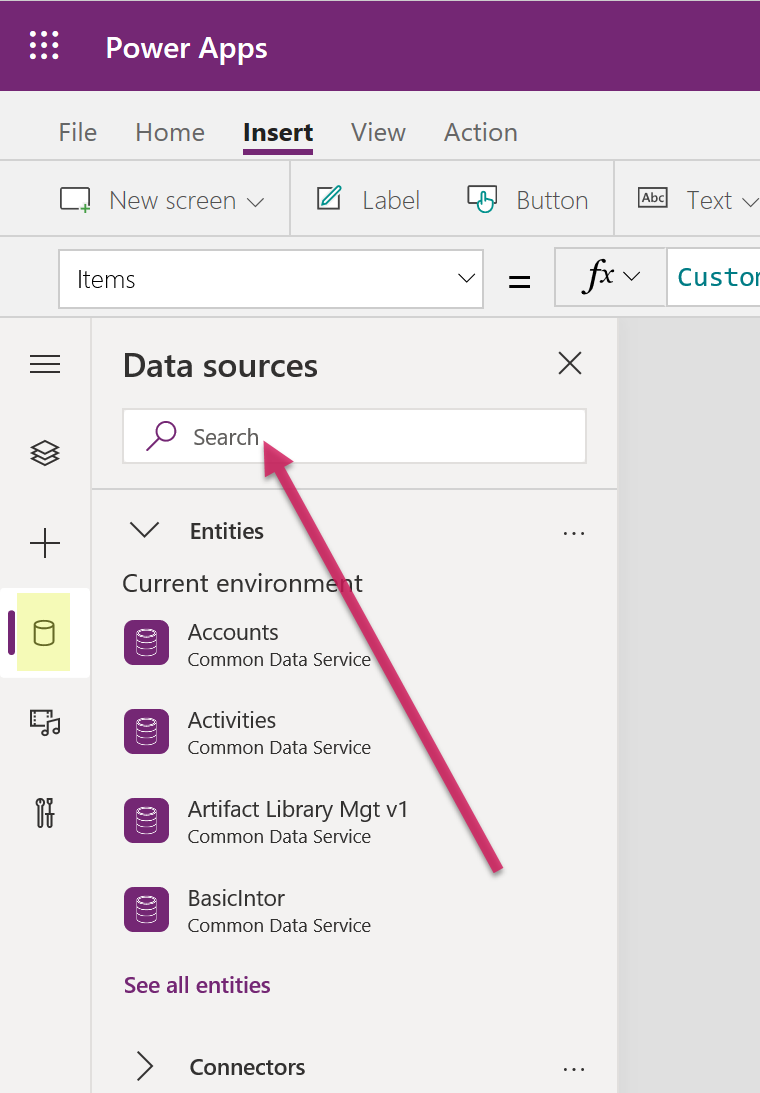 Power Apps
File Home Insert View Action
New screen Label Button Abc Text
Items = fx Custo
Data sources
Search
Entities ...
Current environment
Accounts
Common Data Service
Activities
Common Data Service
Artifact Library Mgt v1
Common Data Service
BasicIntor
Common Data Service
See all entities
Connectors ...